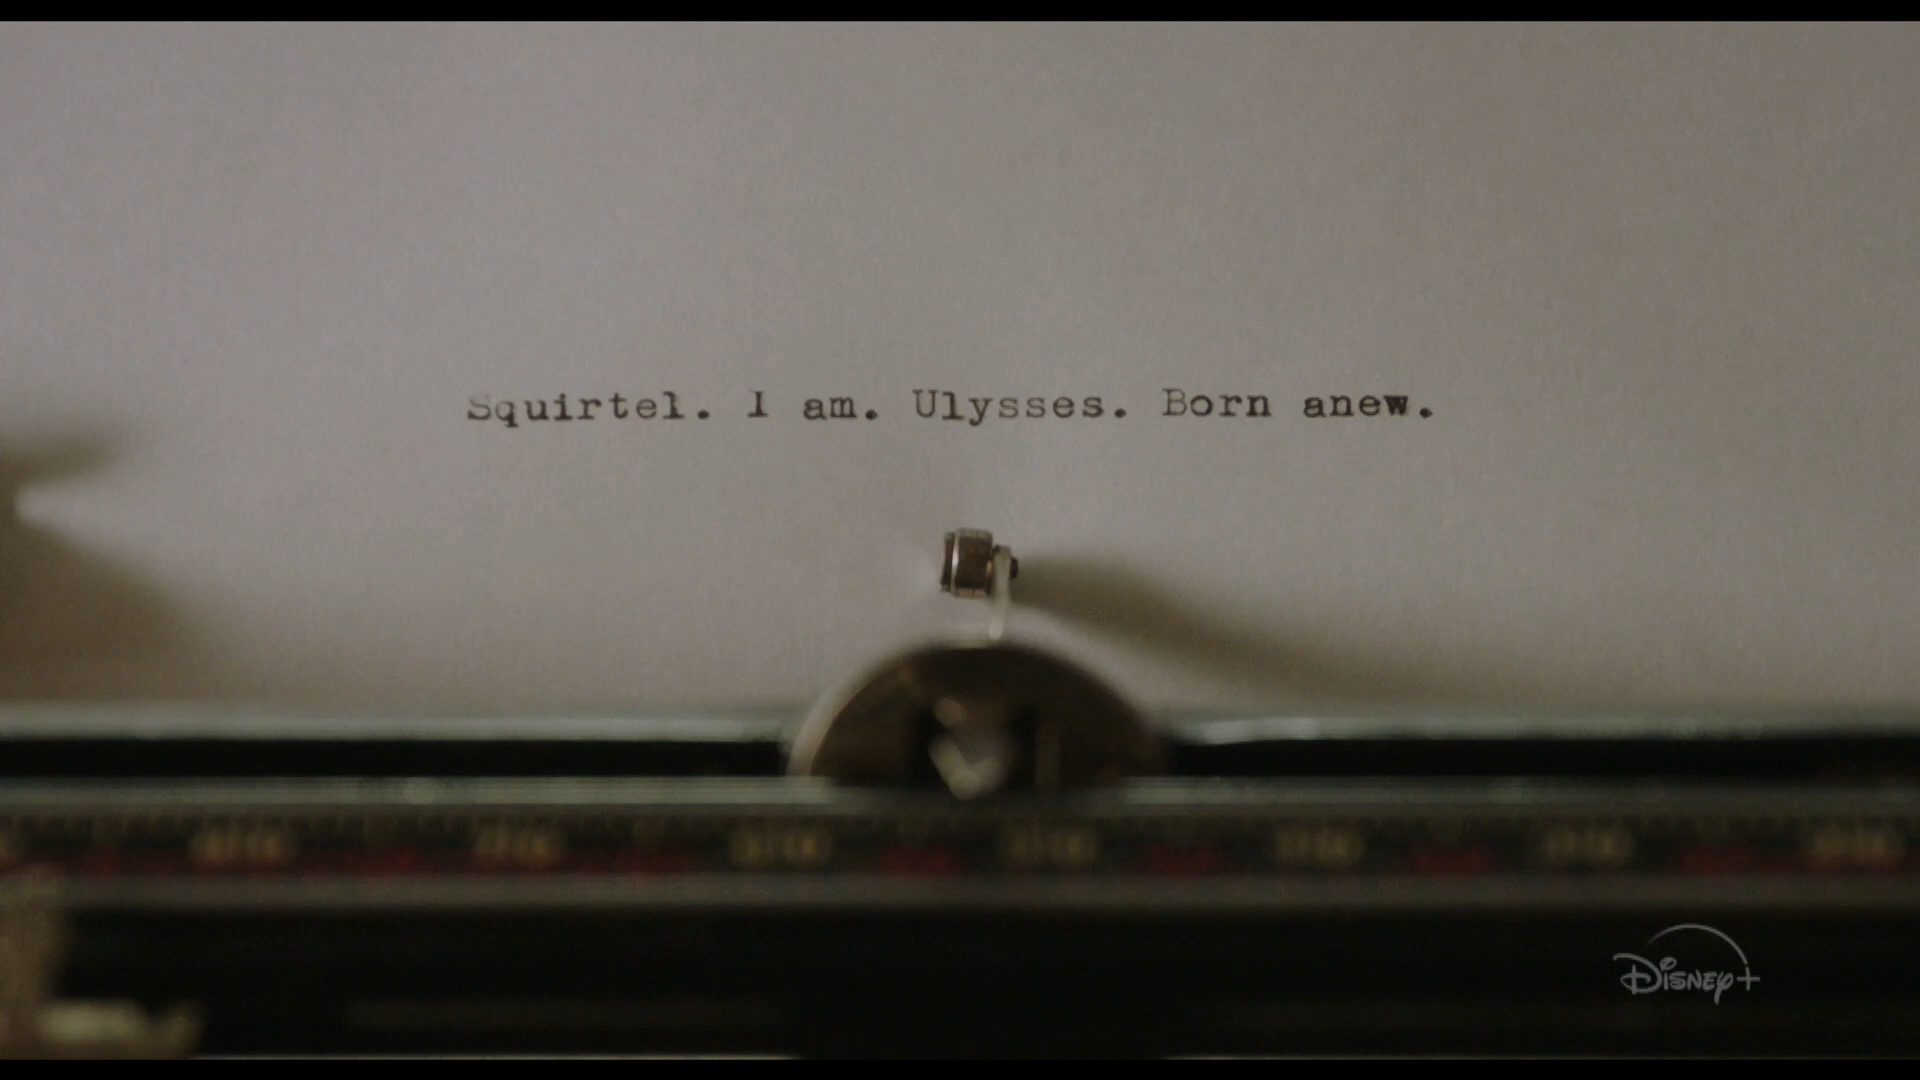 Squirtel. I am. Ulysses. Born anew.
Disney+